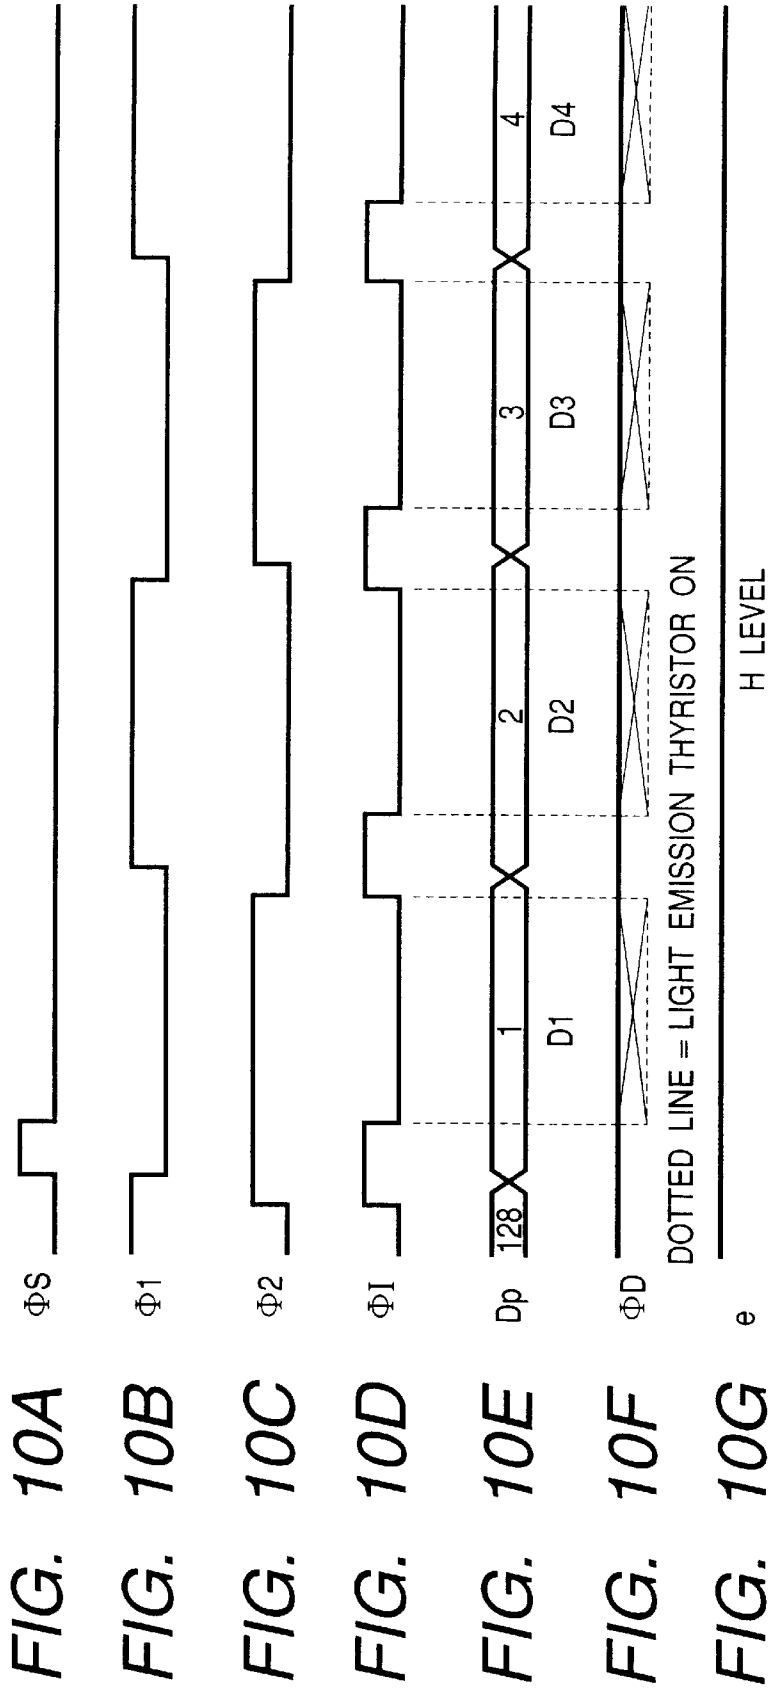 FIG. 10A ΦS
FIG. 10B Φ1
FIG. 10C Φ2
FIG. 10D ΦI
FIG. 10E Dp 128 1 2 3 4
D1 D2 D3 D4
FIG. 10F ΦD
DOTTED LINE = LIGHT EMISSION THYRISTOR ON
FIG. 10G e
H LEVEL